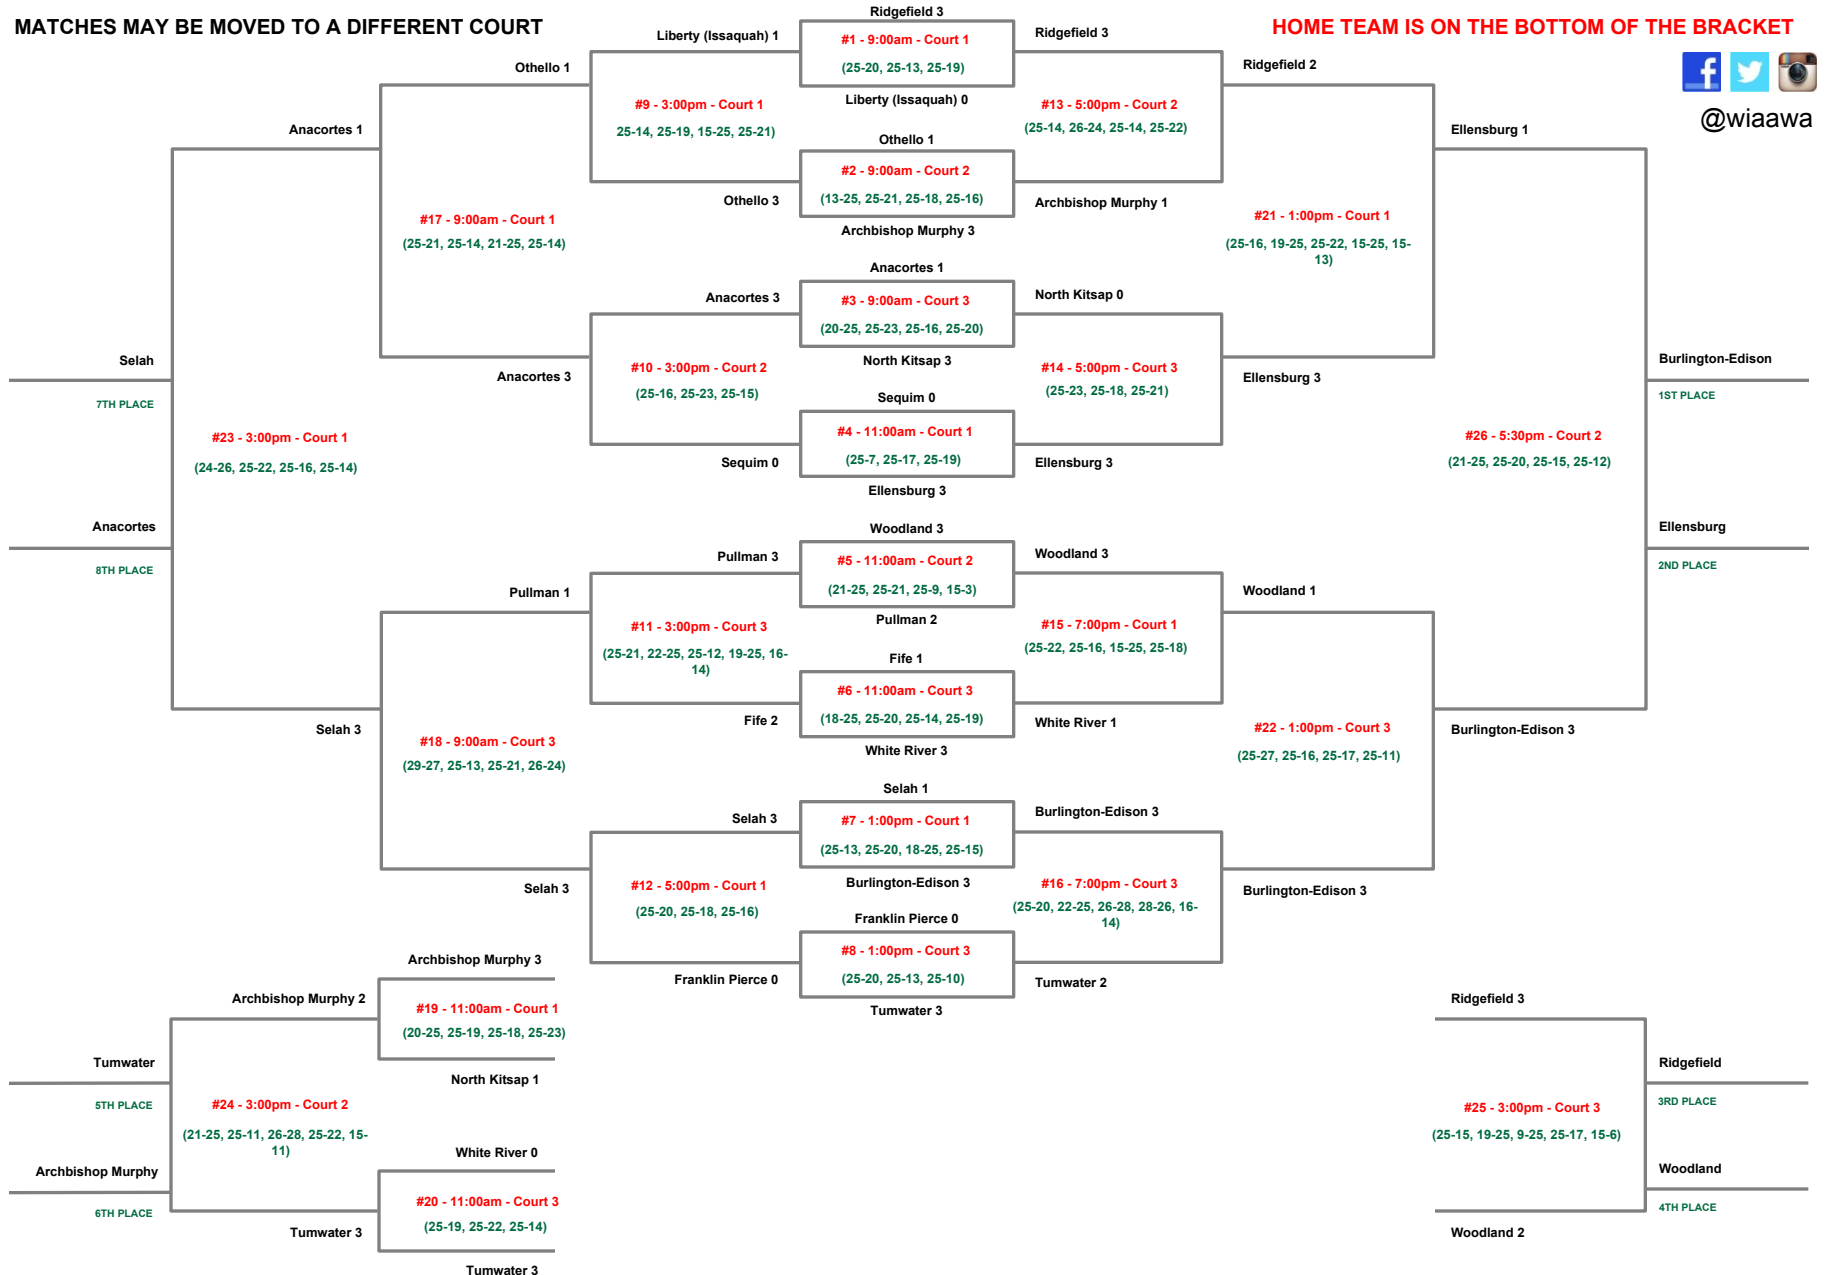 MATCHES MAY BE MOVED TO A DIFFERENT COURT
HOME TEAM IS ON THE BOTTOM OF THE BRACKET
@wiaawa
Ridgefield 3
#1 - 9:00am - Court 1
(25-20, 25-13, 25-19)
Liberty (Issaquah) 0
Othello 1
#2 - 9:00am - Court 2
(13-25, 25-21, 25-18, 25-16)
Archbishop Murphy 3
Anacortes 1
#3 - 9:00am - Court 3
(20-25, 25-23, 25-16, 25-20)
North Kitsap 3
Sequim 0
#4 - 11:00am - Court 1
(25-7, 25-17, 25-19)
Ellensburg 3
Woodland 3
#5 - 11:00am - Court 2
(21-25, 25-21, 25-9, 15-3)
Pullman 2
Fife 1
#6 - 11:00am - Court 3
(18-25, 25-20, 25-14, 25-19)
White River 3
Selah 1
#7 - 1:00pm - Court 1
(25-13, 25-20, 18-25, 25-15)
Burlington-Edison 3
Franklin Pierce 0
#8 - 1:00pm - Court 3
(25-20, 25-13, 25-10)
Tumwater 3
Liberty (Issaquah) 1
#9 - 3:00pm - Court 1
25-14, 25-19, 15-25, 25-21)
Othello 3
Anacortes 3
#10 - 3:00pm - Court 2
(25-16, 25-23, 25-15)
Sequim 0
Pullman 3
#11 - 3:00pm - Court 3
(25-21, 22-25, 25-12, 19-25, 16-
14)
Fife 2
Selah 3
#12 - 5:00pm - Court 1
(25-20, 25-18, 25-16)
Franklin Pierce 0
Ridgefield 3
#13 - 5:00pm - Court 2
(25-14, 26-24, 25-14, 25-22)
Archbishop Murphy 1
North Kitsap 0
#14 - 5:00pm - Court 3
(25-23, 25-18, 25-21)
Ellensburg 3
Woodland 3
#15 - 7:00pm - Court 1
(25-22, 25-16, 15-25, 25-18)
White River 1
Burlington-Edison 3
#16 - 7:00pm - Court 3
(25-20, 22-25, 26-28, 28-26, 16-
14)
Tumwater 2
Othello 1
#17 - 9:00am - Court 1
(25-21, 25-14, 21-25, 25-14)
Anacortes 3
Pullman 1
#18 - 9:00am - Court 3
(29-27, 25-13, 25-21, 26-24)
Selah 3
Archbishop Murphy 3
#19 - 11:00am - Court 1
(20-25, 25-19, 25-18, 25-23)
North Kitsap 1
White River 0
#20 - 11:00am - Court 3
(25-19, 25-22, 25-14)
Tumwater 3
Ridgefield 2
#21 - 1:00pm - Court 1
(25-16, 19-25, 25-22, 15-25, 15-
13)
Ellensburg 3
Woodland 1
#22 - 1:00pm - Court 3
(25-27, 25-16, 25-17, 25-11)
Burlington-Edison 3
Anacortes 1
#23 - 3:00pm - Court 1
(24-26, 25-22, 25-16, 25-14)
Selah 3
Selah
7TH PLACE
Anacortes
8TH PLACE
Archbishop Murphy 2
#24 - 3:00pm - Court 2
(21-25, 25-11, 26-28, 25-22, 15-
11)
Tumwater 3
Tumwater
5TH PLACE
Archbishop Murphy
6TH PLACE
Ridgefield 3
#25 - 3:00pm - Court 3
(25-15, 19-25, 9-25, 25-17, 15-6)
Woodland 2
Ridgefield
3RD PLACE
Woodland
4TH PLACE
Ellensburg 1
#26 - 5:30pm - Court 2
(21-25, 25-20, 25-15, 25-12)
Burlington-Edison 3
Burlington-Edison
1ST PLACE
Ellensburg
2ND PLACE